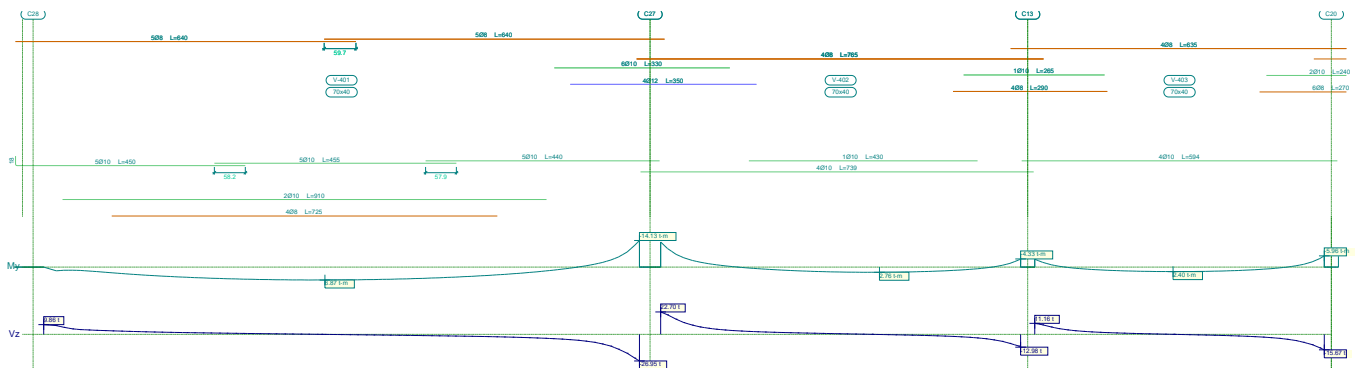 C28
C27
C13
C20
5Ø8 L=640
5Ø8 L=640
59.7
4Ø8 L=635
4Ø8 L=765
6Ø10 L=330
4Ø12 L=350
1Ø10 L=265
4Ø8 L=290
2Ø10 L=240
6Ø8 L=270
V-401
70x40
V-402
70x40
V-403
70x40
18
5Ø10 L=450
5Ø10 L=455
5Ø10 L=440
1Ø10 L=430
4Ø10 L=594
58.2
57.9
4Ø10 L=739
2Ø10 L=910
4Ø8 L=725
My
-14.13 t·m
-4.33 t·m
-5.96 t·m
6.87 t·m
2.76 t·m
2.40 t·m
Vz
9.86 t
22.70 t
11.16 t
-26.95 t
-12.98 t
-15.67 t